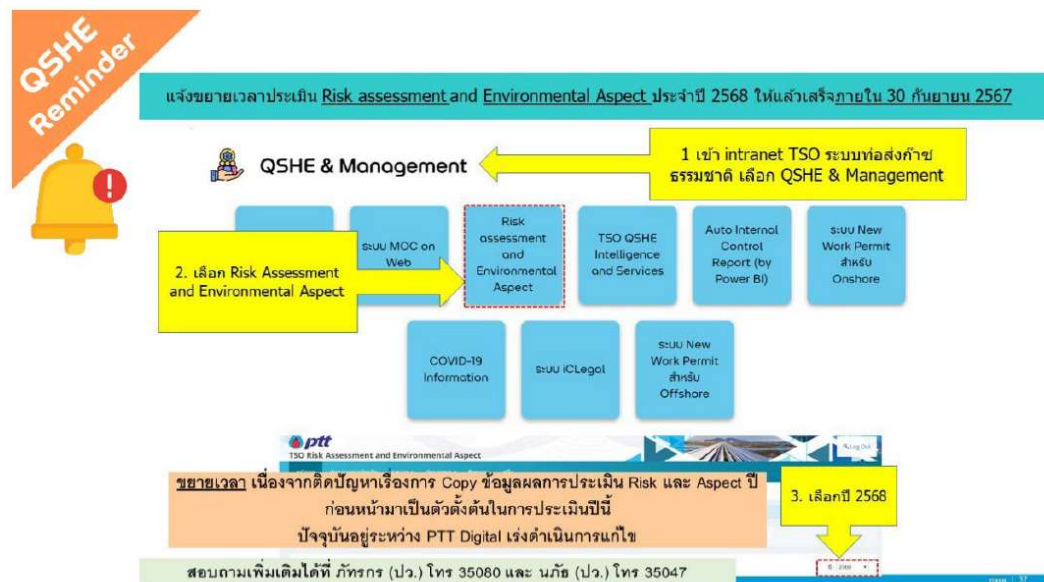 QSHE
Reminder
แจ้งขยายเวลาประเมิน Risk assessment and Environmental Aspect ประจำปี 2568 ให้แล้วเสร็จภายใน 30 กันยายน 2567
QSHE & Management
1 เข้า intranet TSO ระบบท่อส่งก๊าซ
ธรรมชาติ เลือก QSHE & Management
2. เลือก Risk Assessment
and Environmental Aspect
ระบบ MOC on
Web
Risk
assessment
and
Environmental
Aspect
TSO QSHE
Intelligence
and Services
Auto Internal
Control
Report (by
Power BI)
ระบบ New
Work Permit
สำหรับ
Onshore
COVID-19
Information
ระบบ iCLegal
ระบบ New
Work Permit
สำหรับ
Offshore
ptt
TSO Risk Assessment and Environmental Aspect
Log Out
ขยายเวลา เนื่องจากติดปัญหาเรื่องการ Copy ข้อมูลผลการประเมิน Risk และ Aspect ปี
ก่อนหน้ามาเป็นตัวตั้งต้นในการประเมินปีนี้
ปัจจุบันอยู่ระหว่าง PTT Digital เร่งดำเนินการแก้ไข
3. เลือกปี 2568
สอบถามเพิ่มเติมได้ที่ ภัทรกร (ปว.) โทร 35080 และ นภัธ (ปว.) โทร 35047
37